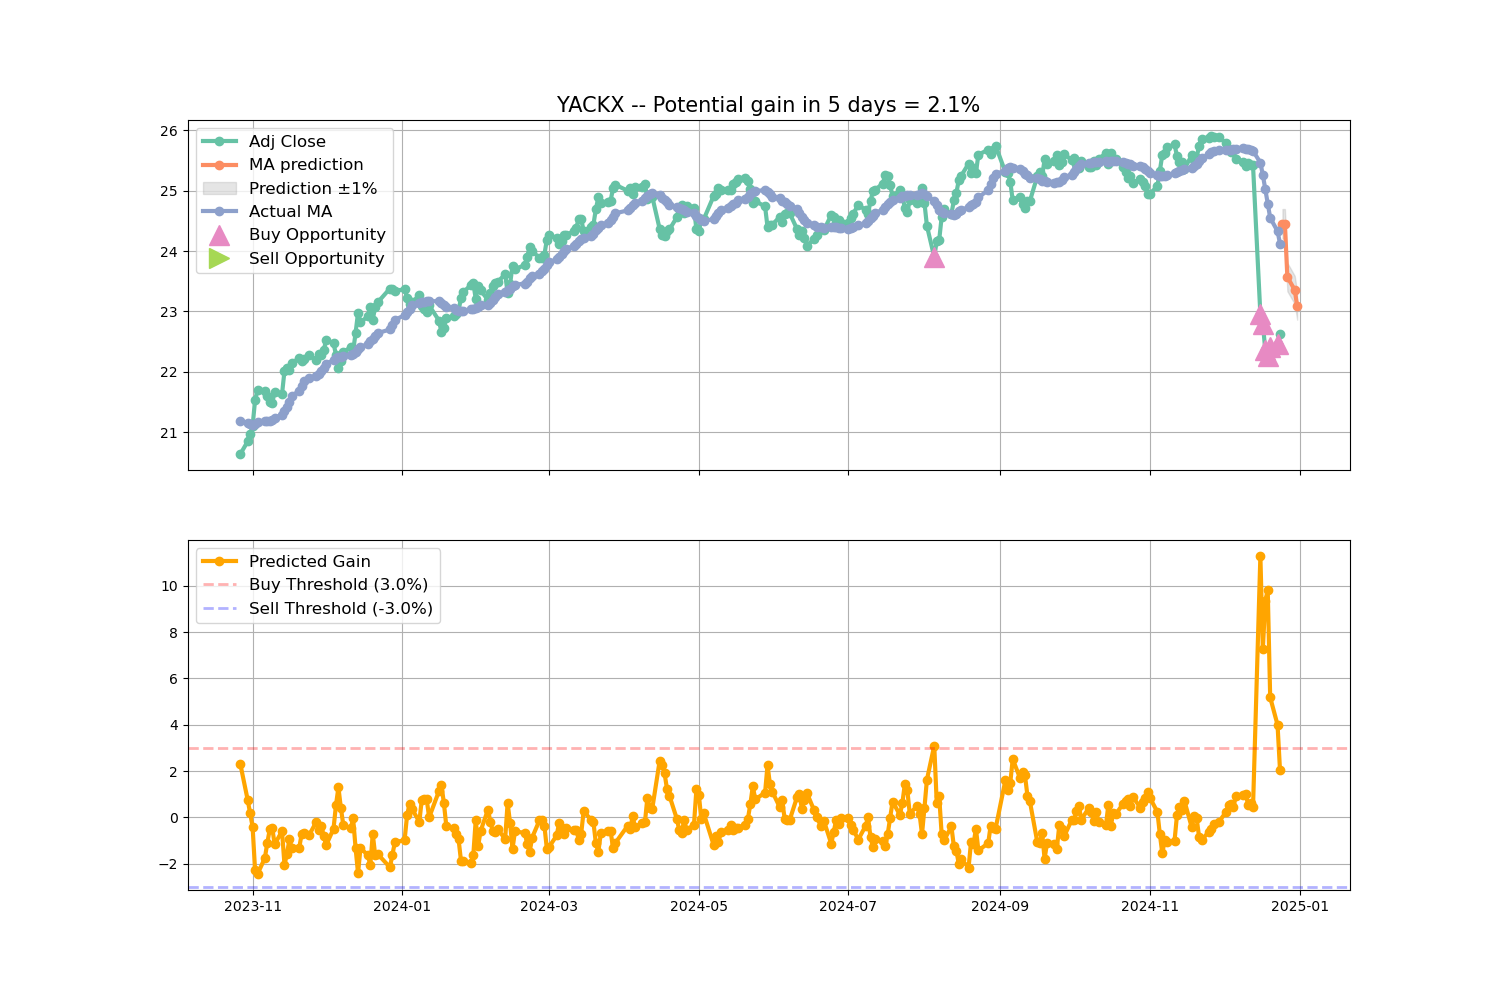 YACKX -- Potential gain in 5 days = 2.1%
26
25
24
23
22
21
Adj Close
MA prediction
Prediction ±1%
Actual MA
Buy Opportunity
Sell Opportunity
10
8
6
4
2
0
−2
Predicted Gain
Buy Threshold (3.0%)
Sell Threshold (-3.0%)
2023-11 2024-01 2024-03 2024-05 2024-07 2024-09 2024-11 2025-01